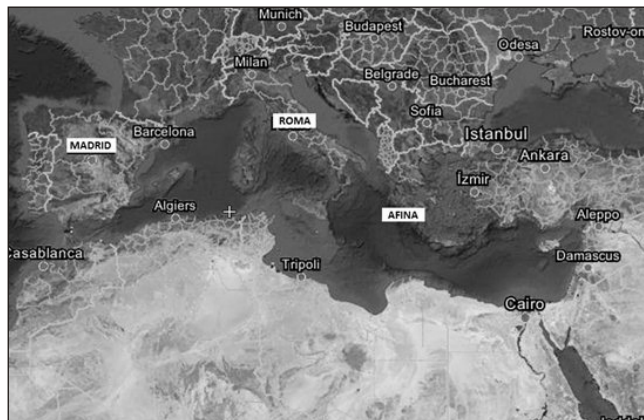 Munich
Budapest
Odesa
Rostov-on
Milan
Belgrade
Bucharest
ROMA
Sofia
Barcelona
MADRID
Istanbul
Ankara
İzmir
Algiers
AFINA
Aleppo
Casablanca
Tripoli
Damascus
Cairo